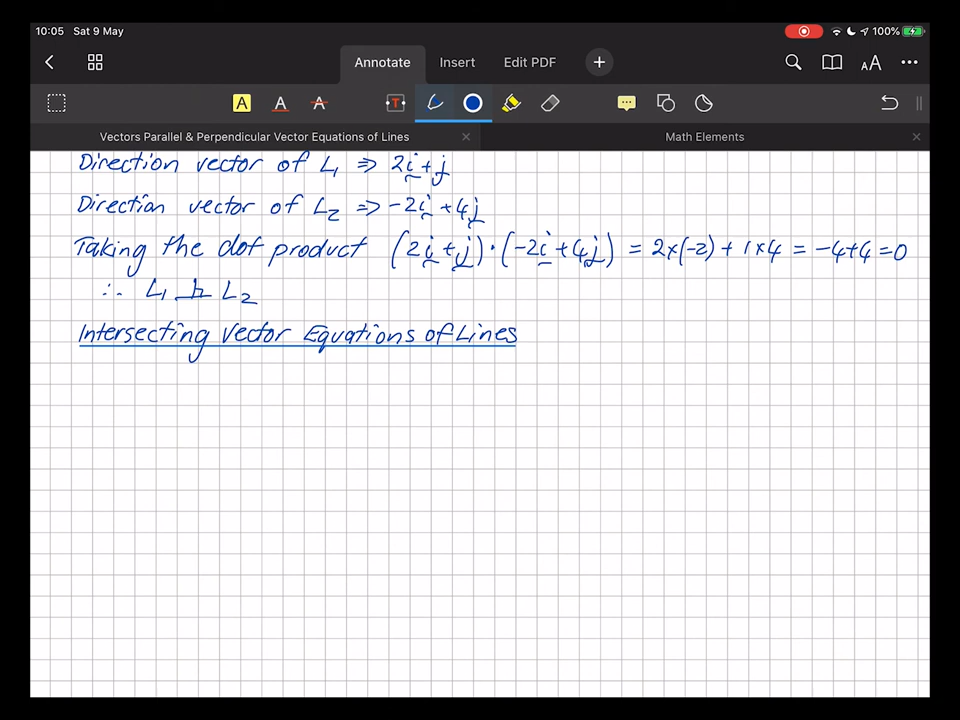 10:05 Sat 9 May 100%
Annotate Insert Edit PDF
Vectors Parallel & Perpendicular Vector Equations of Lines Math Elements
Direction vector of L₁ ⇒ 2i + j
Direction vector of L₂ ⇒ -2i + 4j
Taking the dot product (2i + j)·(-2i + 4j) = 2×(-2) + 1×4 = -4+4 = 0
∴ L₁ ⊥ L₂
Intersecting Vector Equations of Lines